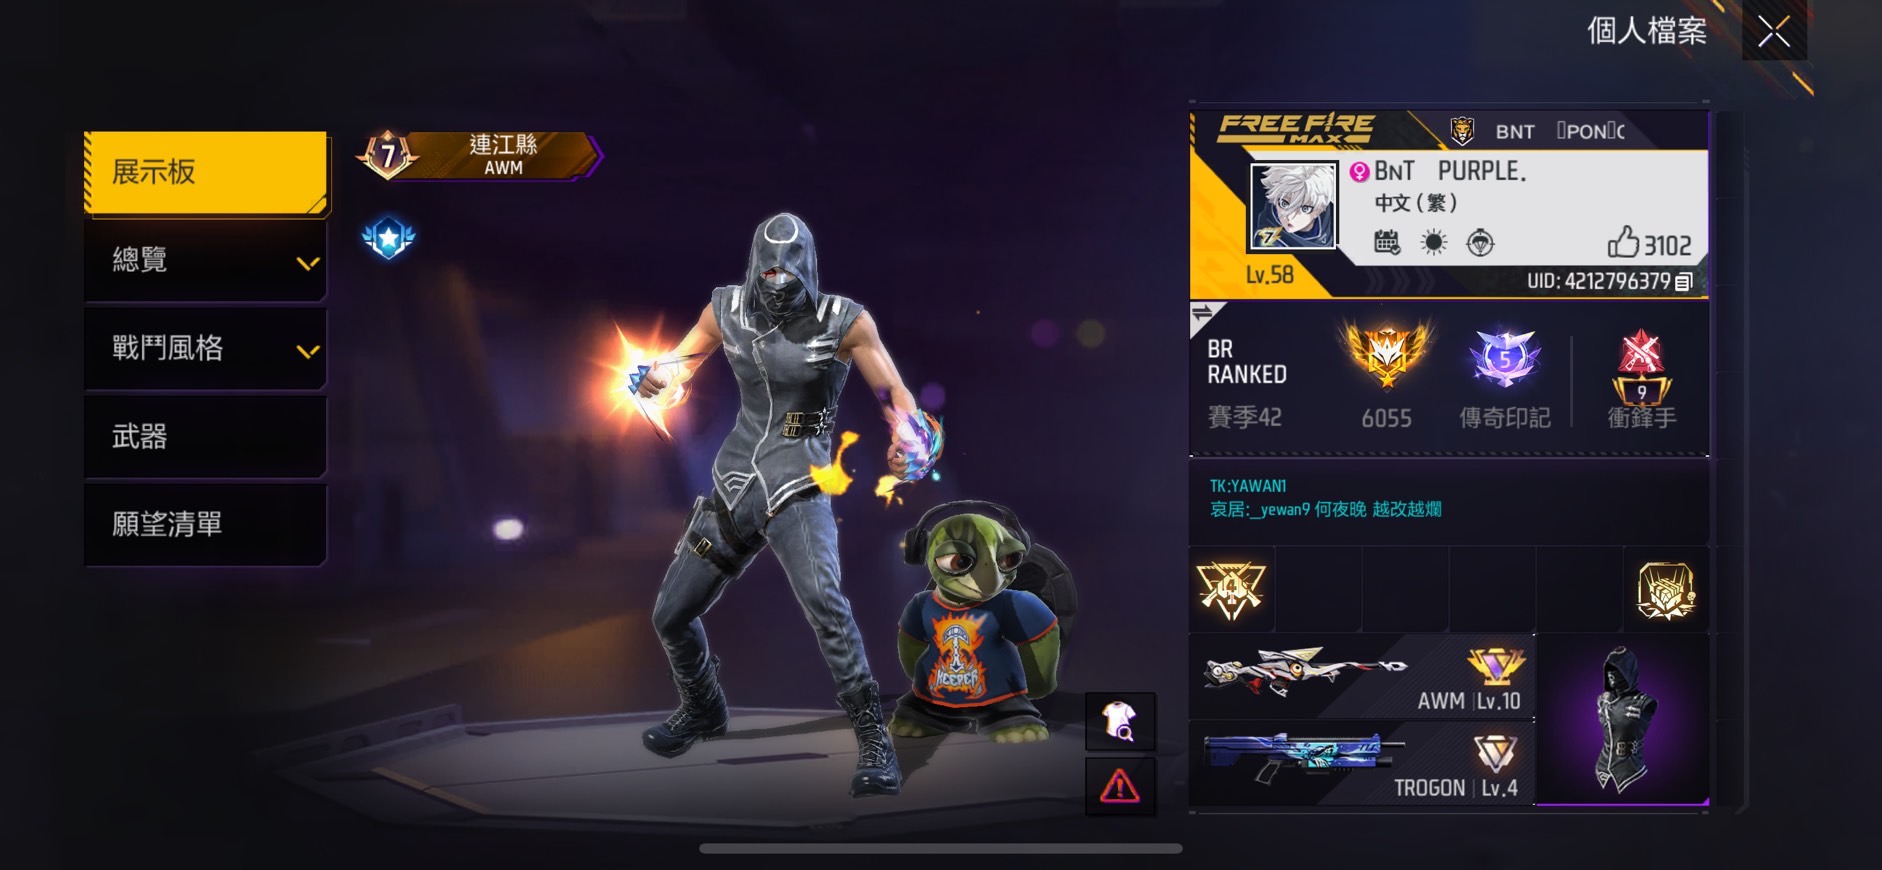 個人檔案
展示板
總覽
戰鬥風格
武器
願望清單
7
連江縣
AWM
FREE FIRE
MAX
BNT
BNT PURPLE.
中文(繁)
7
3102
Lv.58
UID: 4212796379
BR
RANKED
賽季42
6055
5
傳奇印記
9
衝鋒手
TK:YAWAN1
哀居:_yewan9 何夜晚 越改越爛
4
AWM Lv.10
TROGON Lv.4
KEEPER